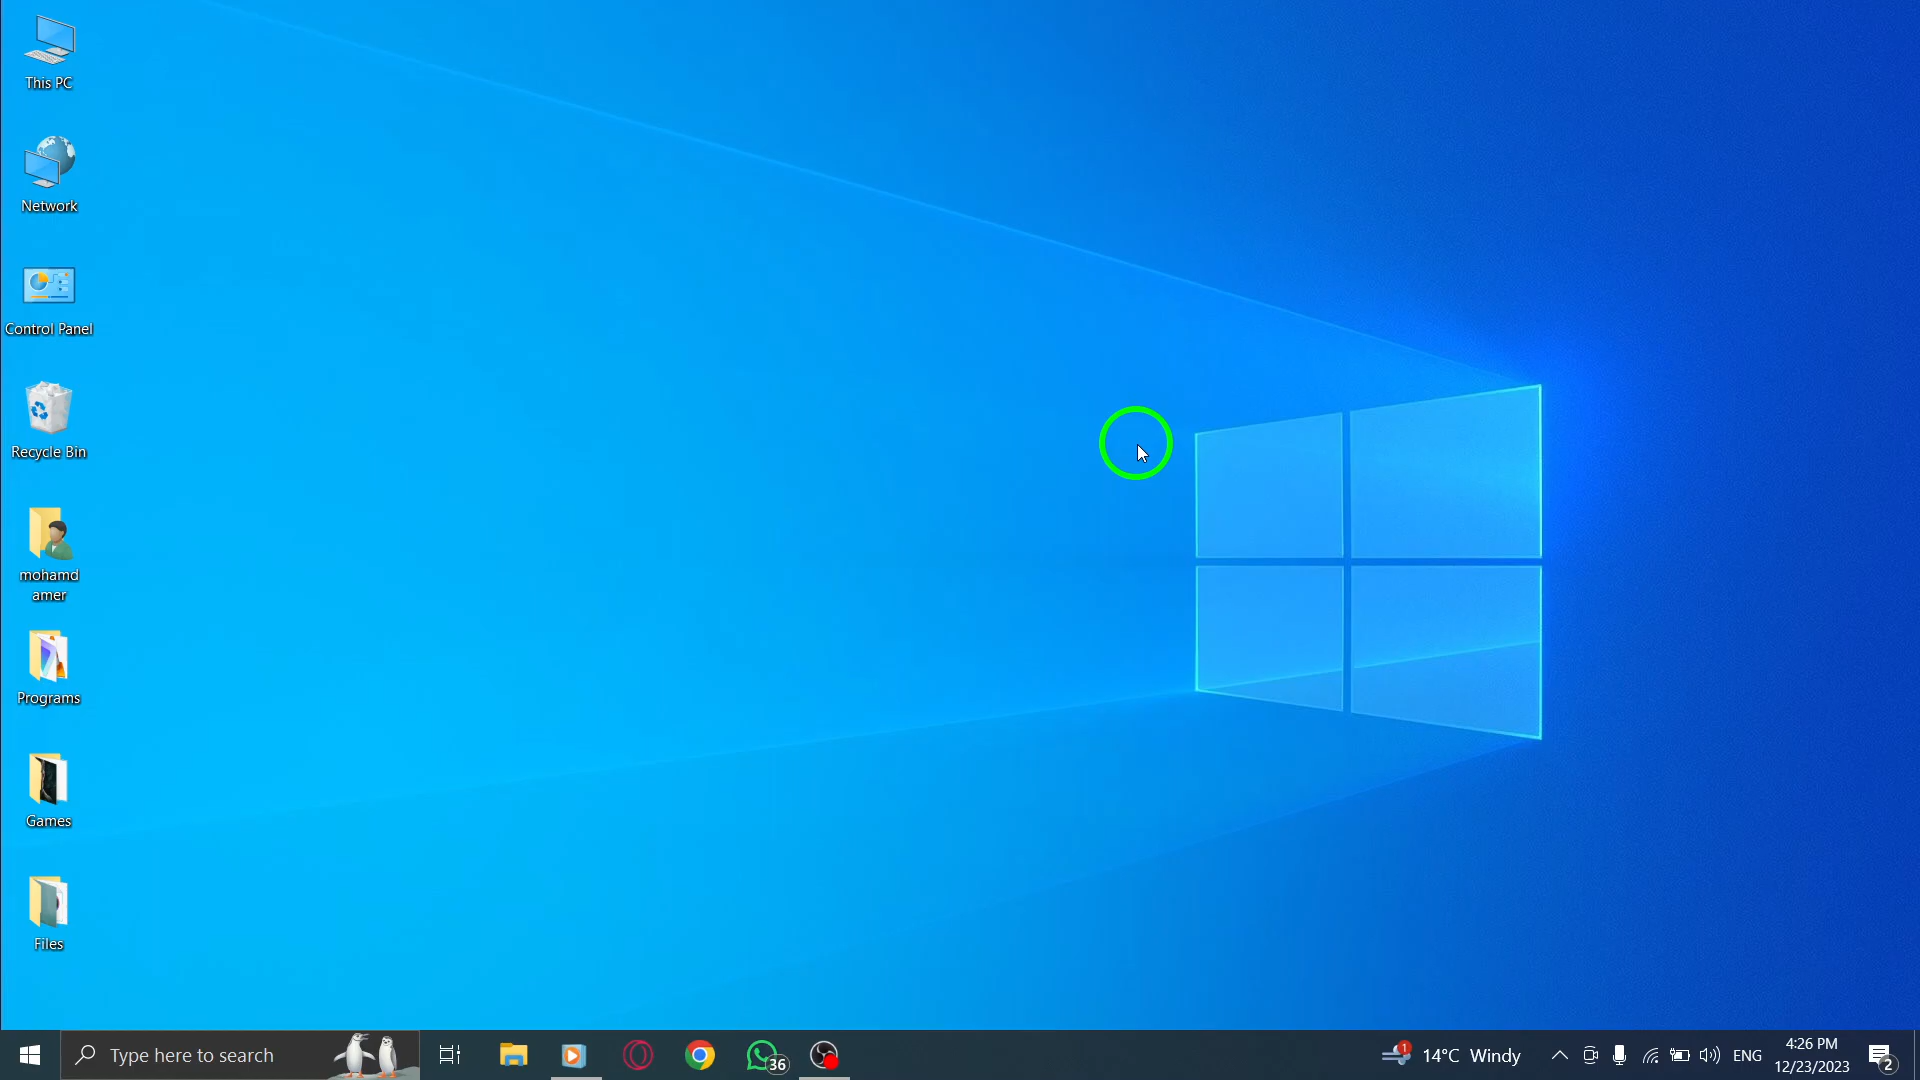 This PC
Network
Control Panel
Recycle Bin
mohamd
amer
Programs
Games
Files
Type here to search
36
1
14°C Windy
ENG
4:26 PM
12/23/2023
2